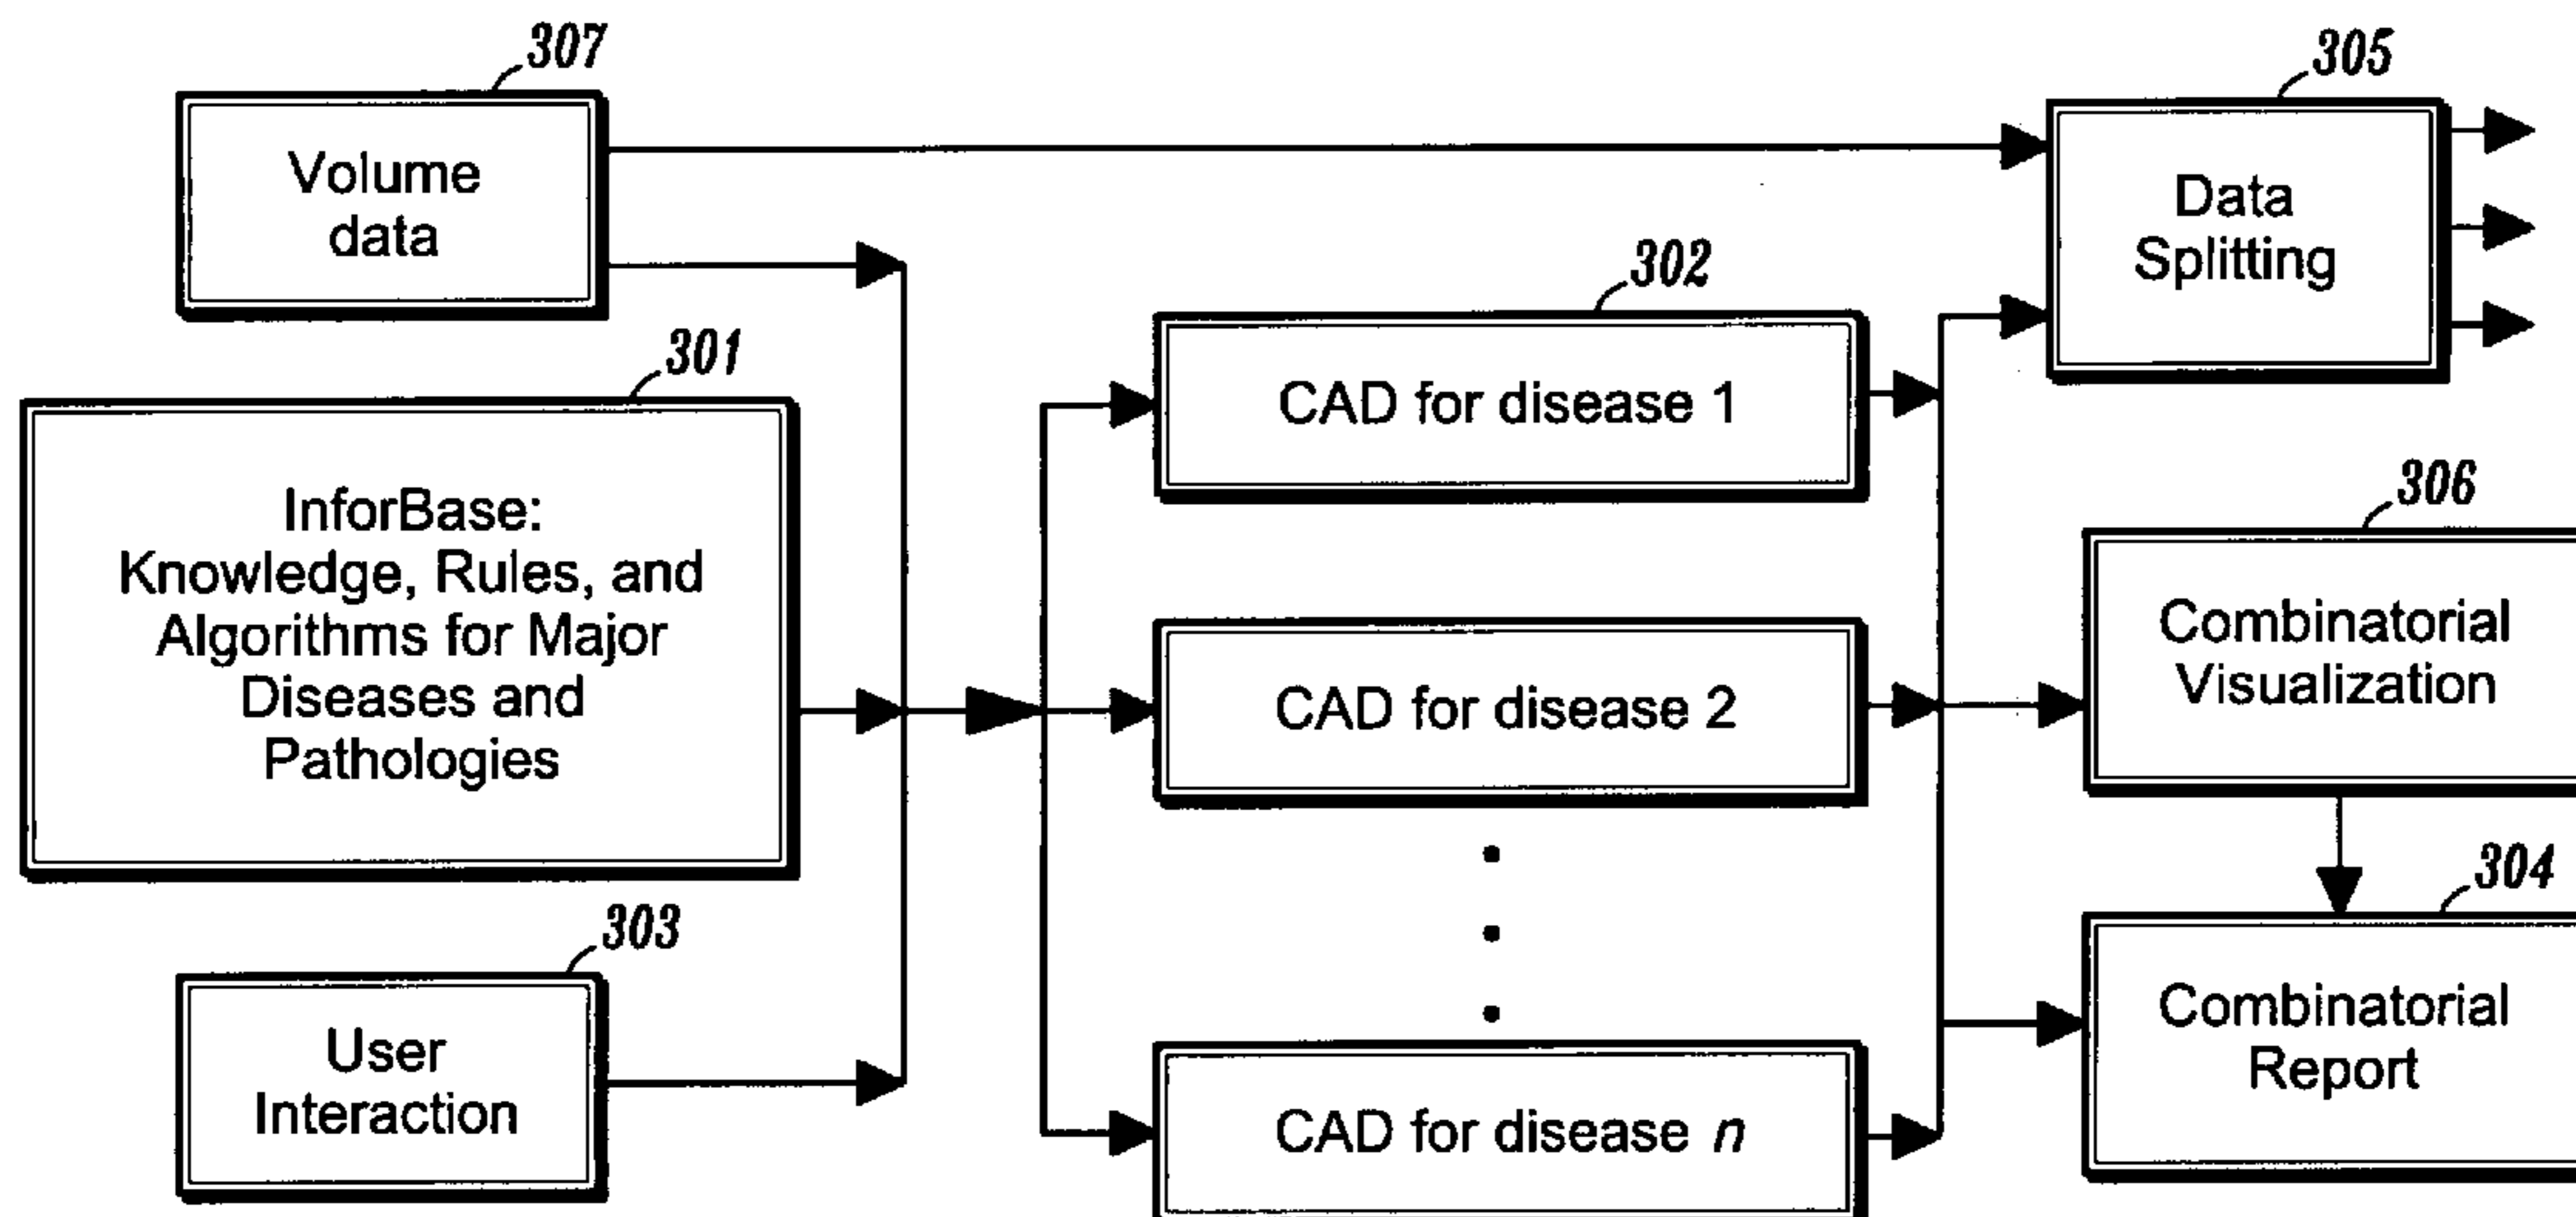 307
Volume
data
305
Data
Splitting
301
InforBase:
Knowledge, Rules, and
Algorithms for Major
Diseases and
Pathologies
302
CAD for disease 1
CAD for disease 2
CAD for disease n
306
Combinatorial
Visualization
303
User
Interaction
304
Combinatorial
Report